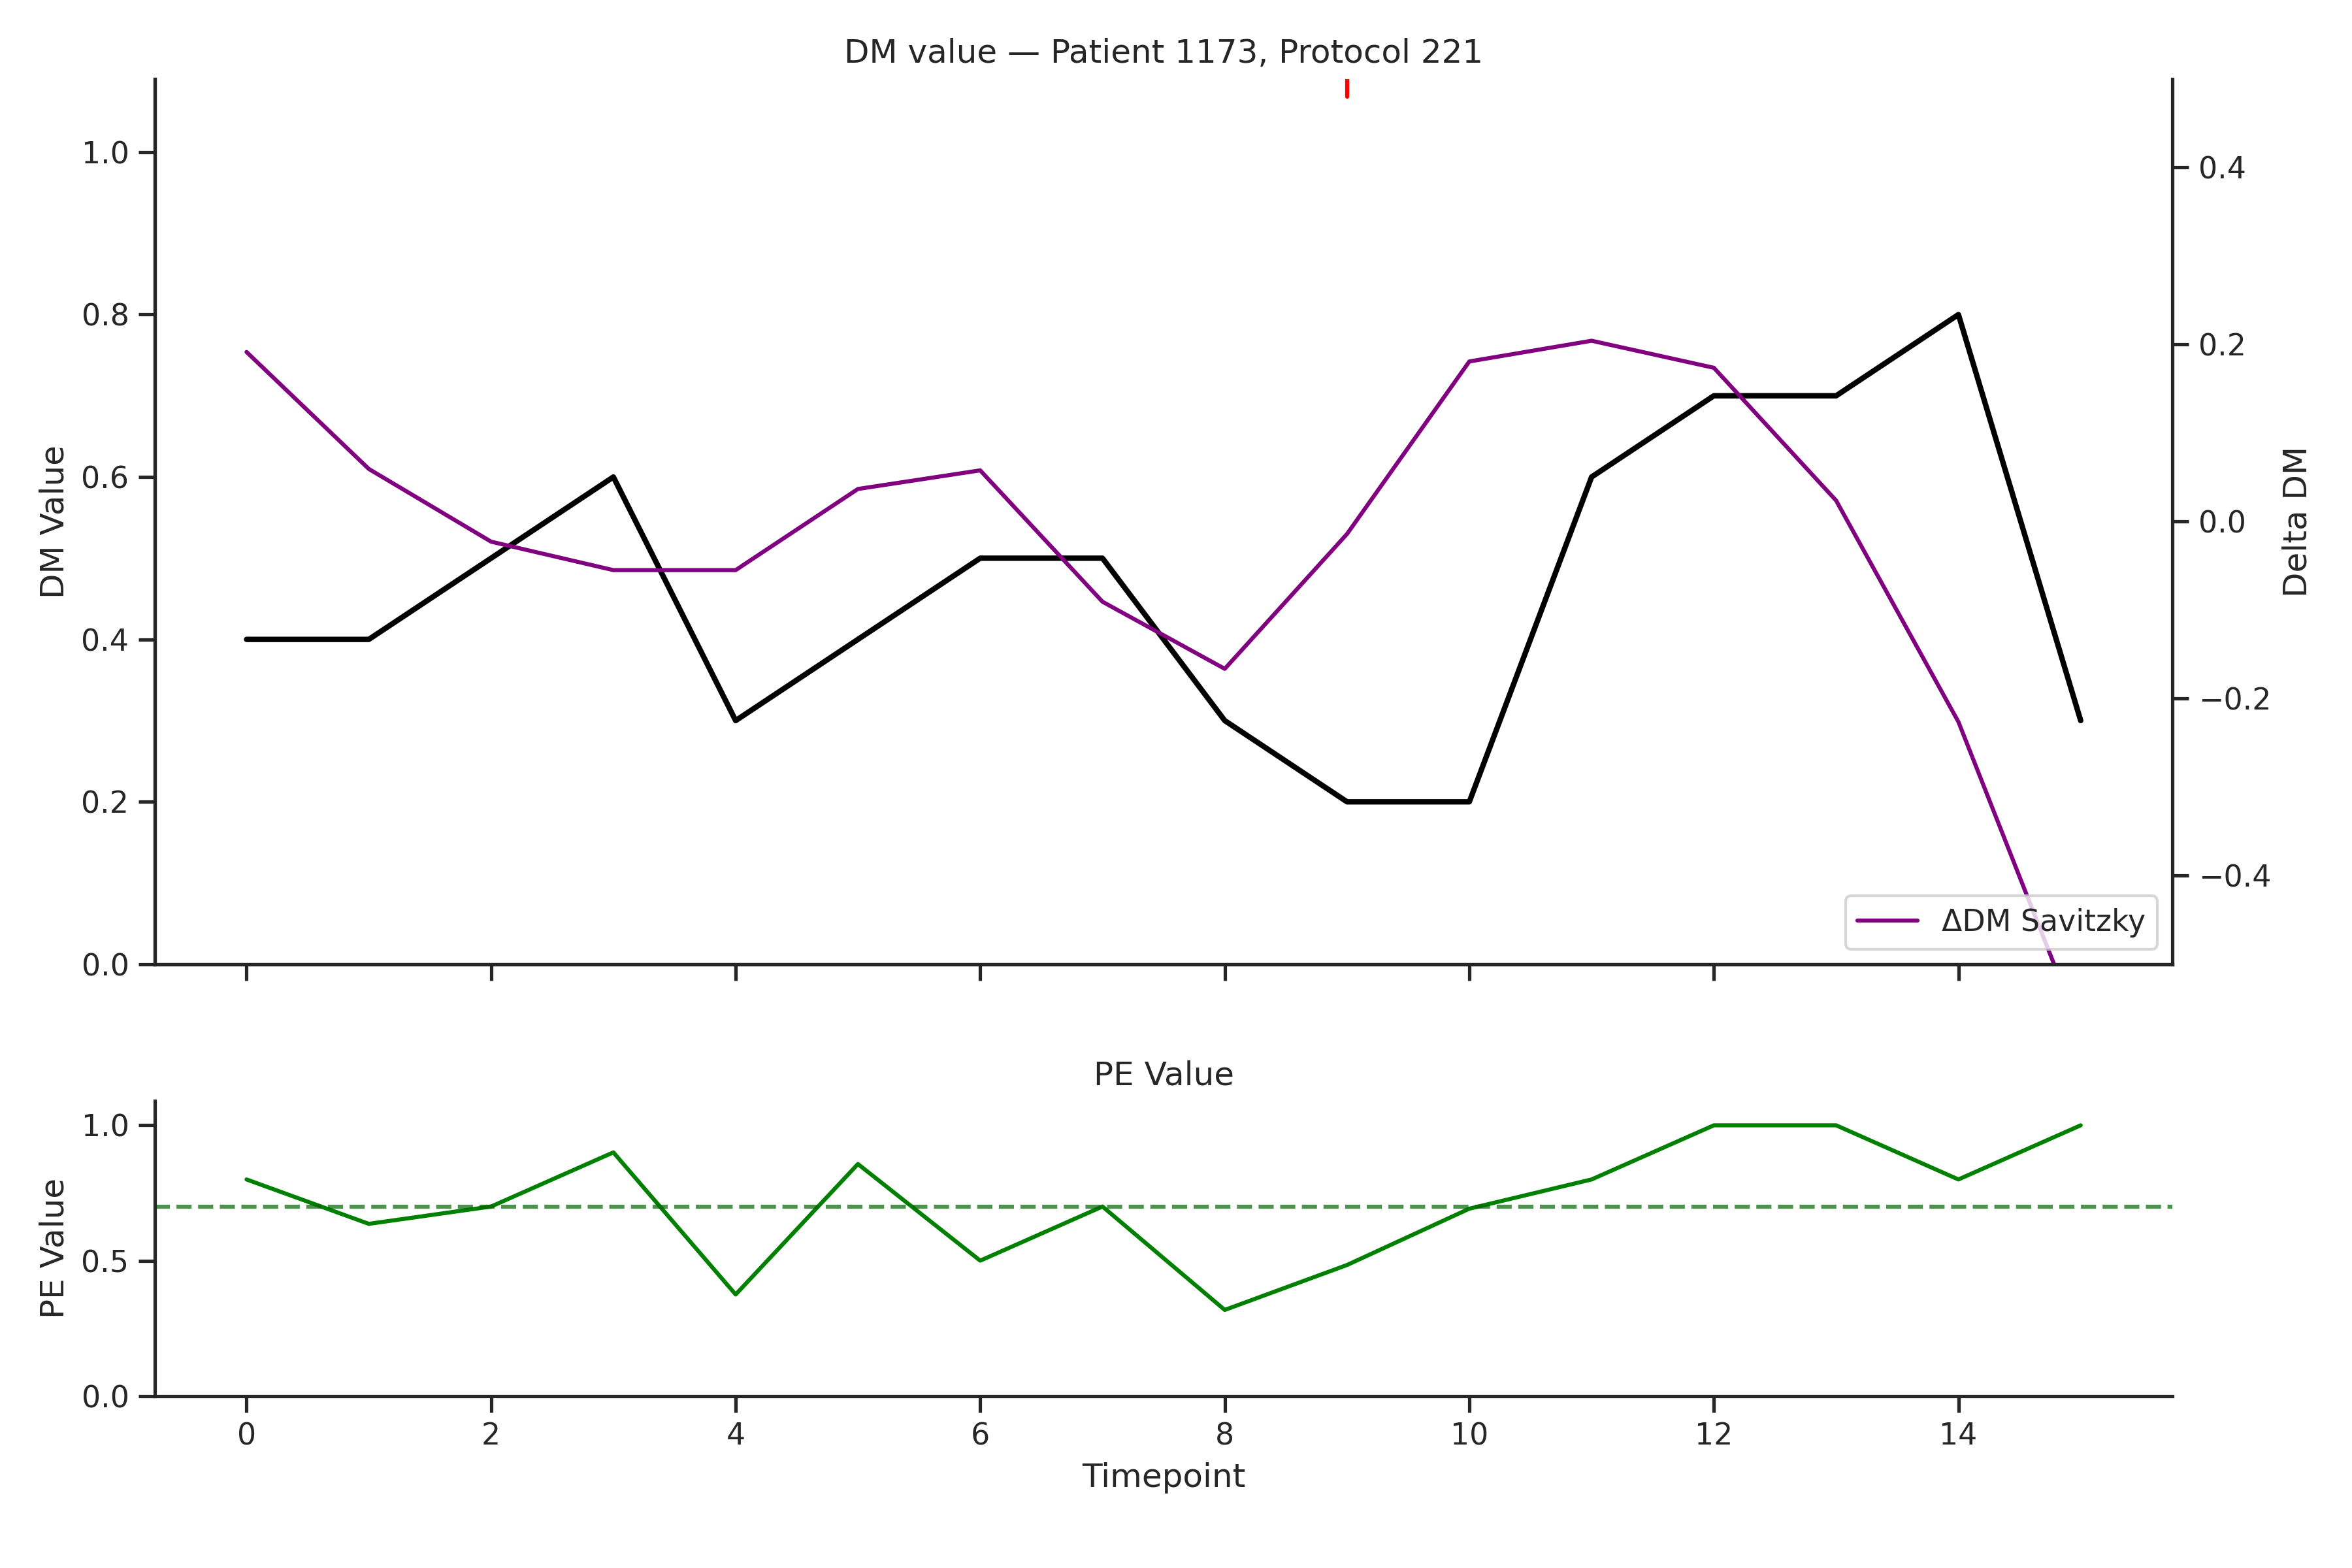 DM value — Patient 1173, Protocol 221
1.0
0.8
0.6
0.4
0.2
0.0
DM Value
0.4
0.2
0.0
−0.2
−0.4
Delta DM
ΔDM Savitzky
PE Value
1.0
0.5
0.0
PE Value
0 2 4 6 8 10 12 14
Timepoint